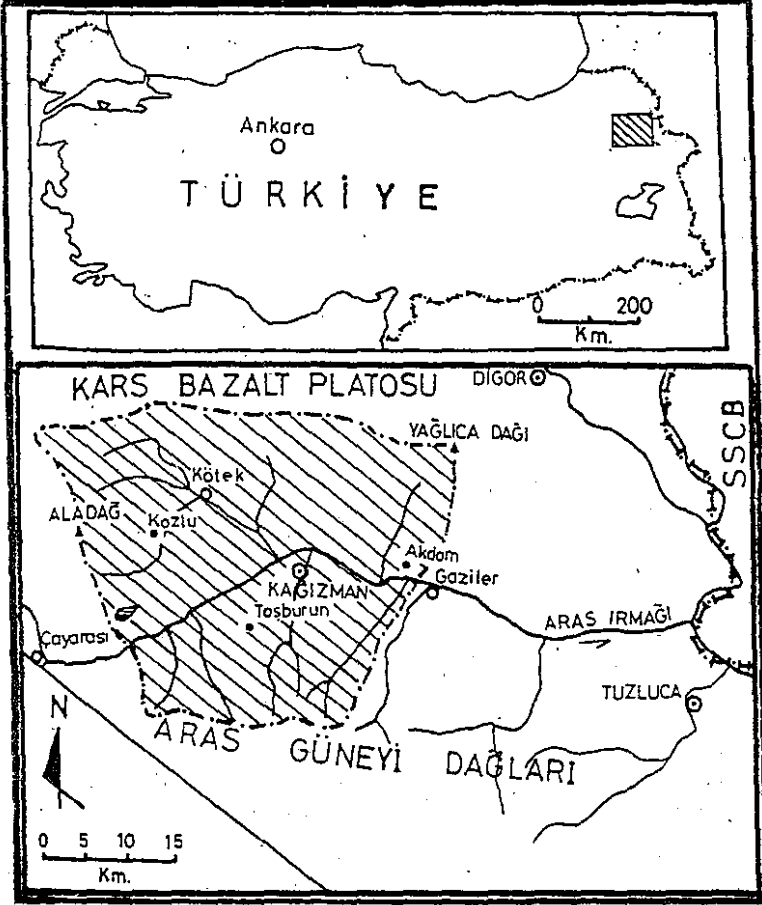 Ankara
TÜRKİYE
0 200
Km.
KARS BAZALT PLATOSU
DİGOR
YAĞLICA DAĞI
SSCB
Kötek
ALADAĞ
Kozlu
Akdam
Gaziler
KAĞIZMAN
Taşburun
ARAS IRMAĞI
Çayarası
TUZLUCA
N
ARAS GÜNEYİ DAĞLARI
0 5 10 15
Km.